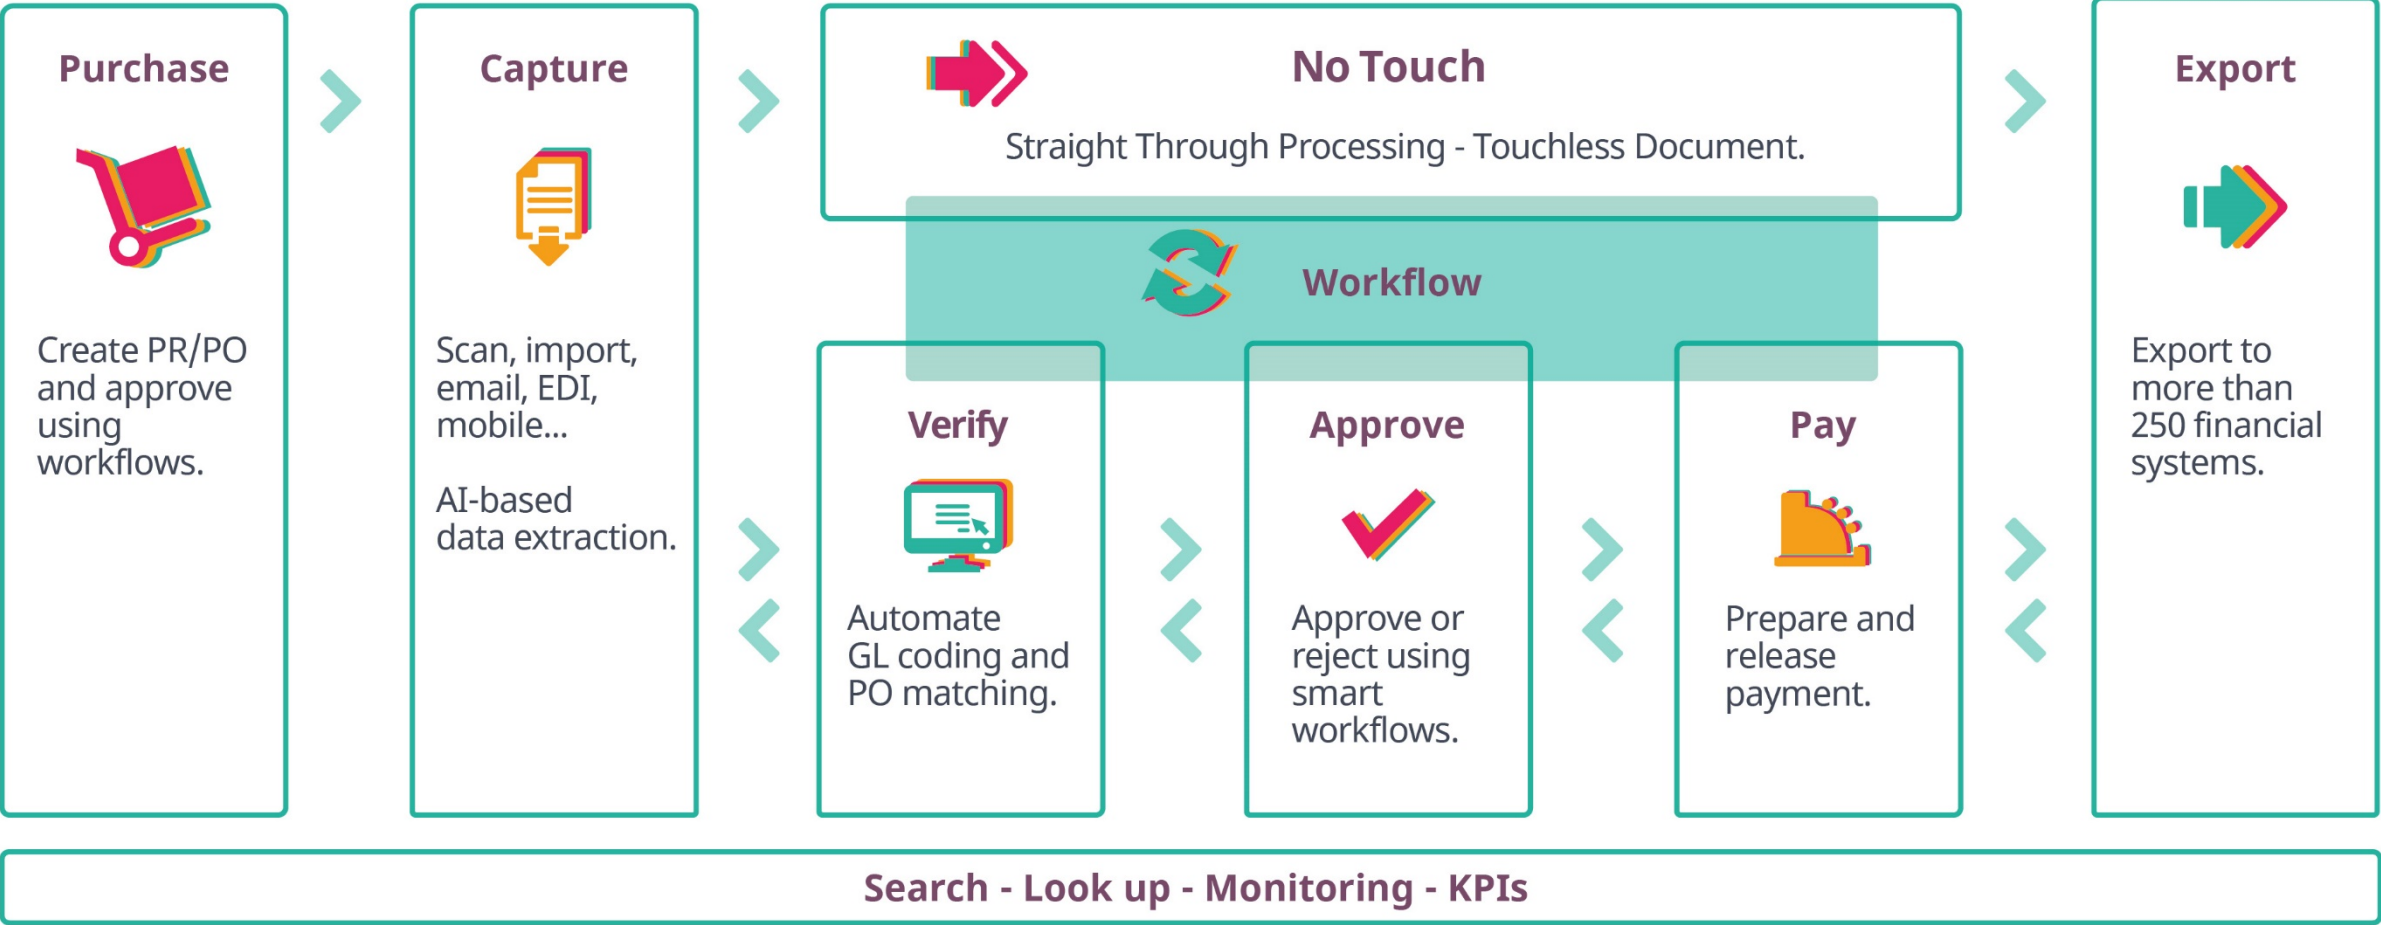 Purchase
Create PR/PO
and approve
using
workflows.
Capture
Scan, import,
email, EDI,
mobile...
AI-based
data extraction.
No Touch
Straight Through Processing - Touchless Document.
Workflow
Verify
Automate
GL coding and
PO matching.
Approve
Approve or
reject using
smart
workflows.
Pay
Prepare and
release
payment.
Export
Export to
more than
250 financial
systems.
Search - Look up - Monitoring - KPIs